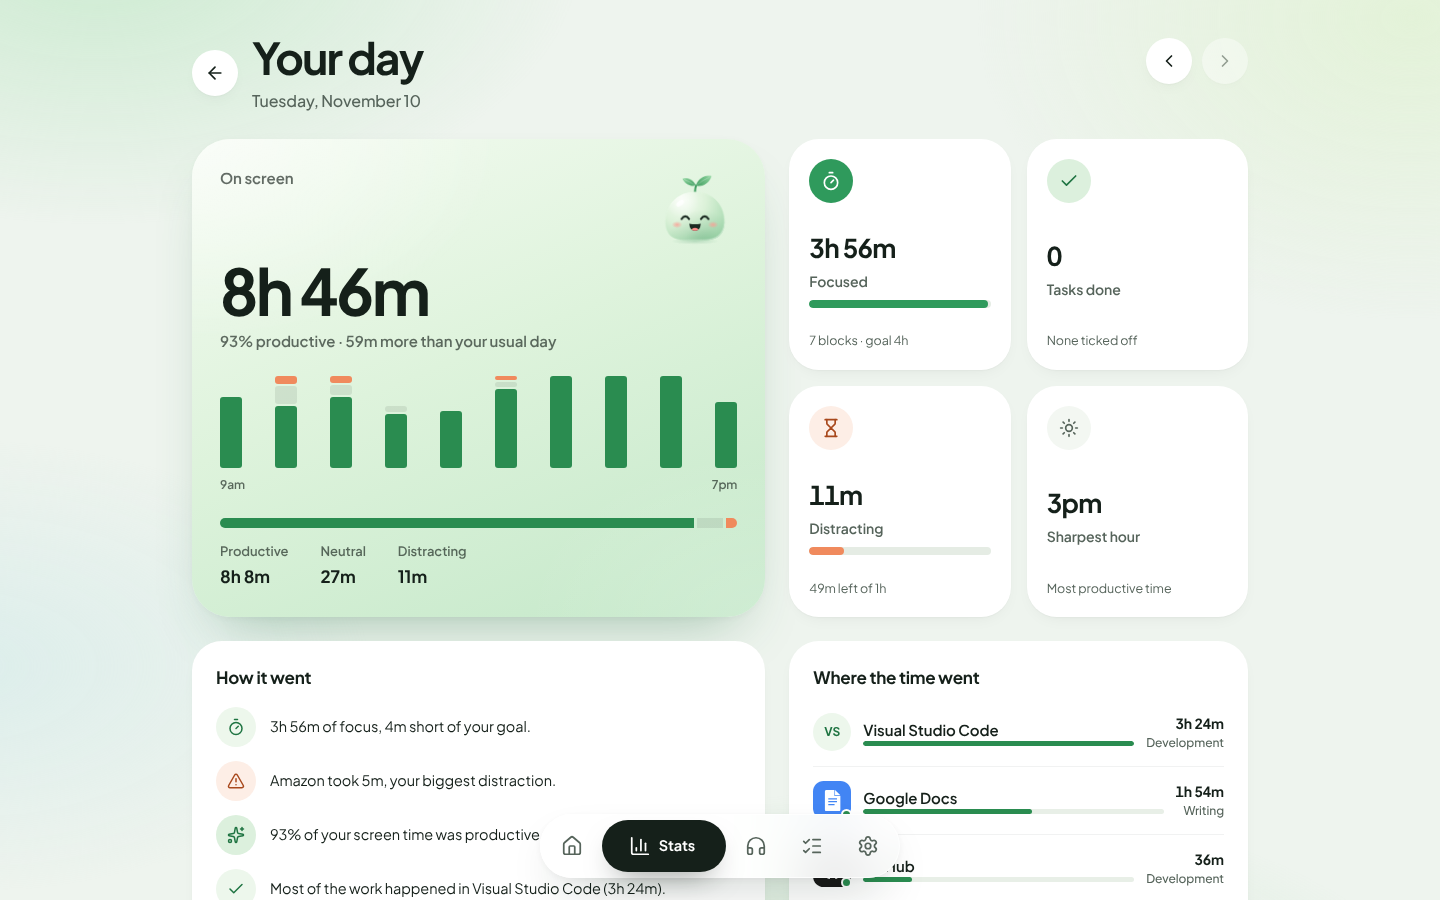 Your day
Tuesday, November 10
On screen
8h 46m
93% productive · 59m more than your usual day
9am
7pm
Productive
8h 8m
Neutral
27m
Distracting
11m
3h 56m
Focused
7 blocks · goal 4h
0
Tasks done
None ticked off
11m
Distracting
49m left of 1h
3pm
Sharpest hour
Most productive time
How it went
3h 56m of focus, 4m short of your goal.
Amazon took 5m, your biggest distraction.
93% of your screen time was productive
Most of the work happened in Visual Studio Code (3h 24m).
Where the time went
VS
Visual Studio Code
3h 24m
Development
Google Docs
1h 54m
Writing
36m
Development
Stats